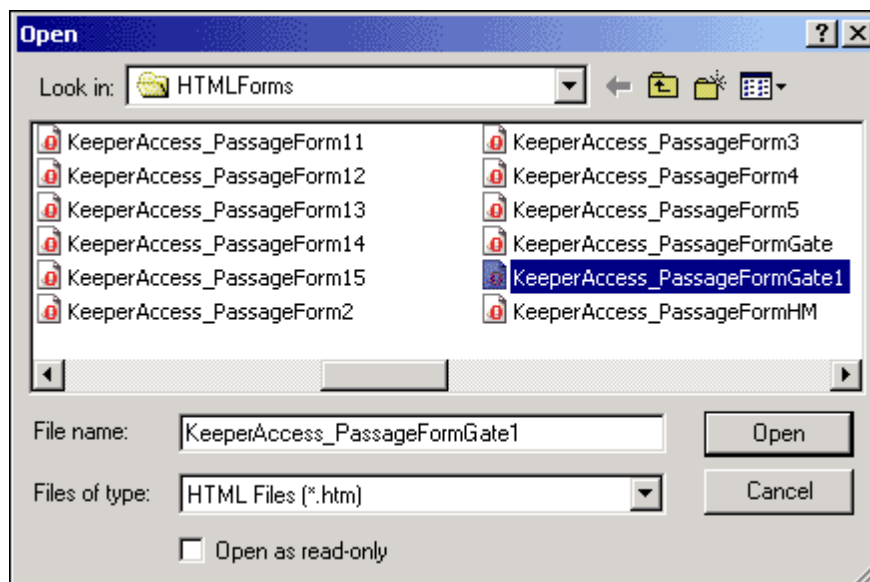 Open
Look in: HTMLForms
KeeperAccess_PassageForm11
KeeperAccess_PassageForm12
KeeperAccess_PassageForm13
KeeperAccess_PassageForm14
KeeperAccess_PassageForm15
KeeperAccess_PassageForm2
KeeperAccess_PassageForm3
KeeperAccess_PassageForm4
KeeperAccess_PassageForm5
KeeperAccess_PassageFormGate
KeeperAccess_PassageFormGate1
KeeperAccess_PassageFormHM
File name: KeeperAccess_PassageFormGate1 Open
Files of type: HTML Files (*.htm) Cancel
Open as read-only